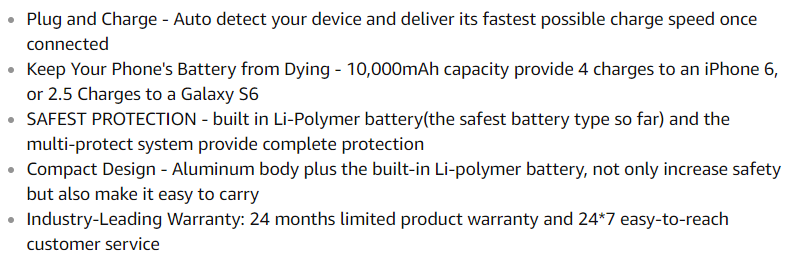 Plug and Charge - Auto detect your device and deliver its fastest possible charge speed once
connected
Keep Your Phone's Battery from Dying - 10,000mAh capacity provide 4 charges to an iPhone 6,
or 2.5 Charges to a Galaxy S6
SAFEST PROTECTION - built in Li-Polymer battery(the safest battery type so far) and the
multi-protect system provide complete protection
Compact Design - Aluminum body plus the built-in Li-polymer battery, not only increase safety
but also make it easy to carry
Industry-Leading Warranty: 24 months limited product warranty and 24*7 easy-to-reach
customer service